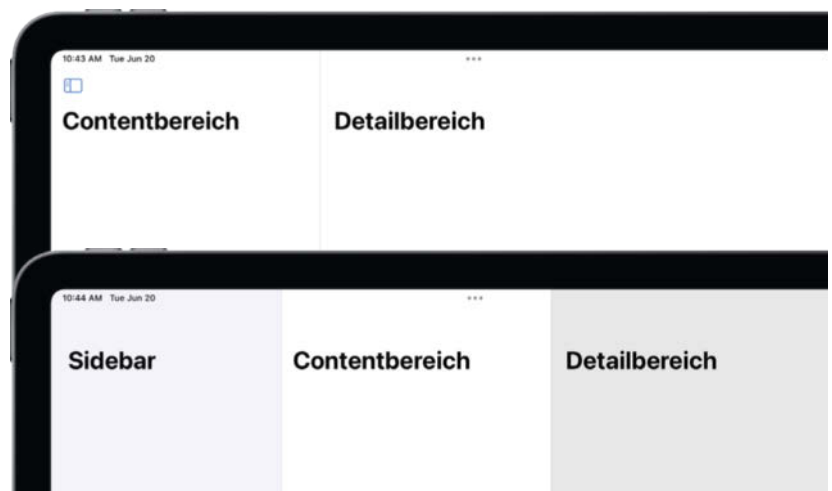 10:43 AM Tue Jun 20
Contentbereich
Detailbereich
10:44 AM Tue Jun 20
Sidebar
Contentbereich
Detailbereich